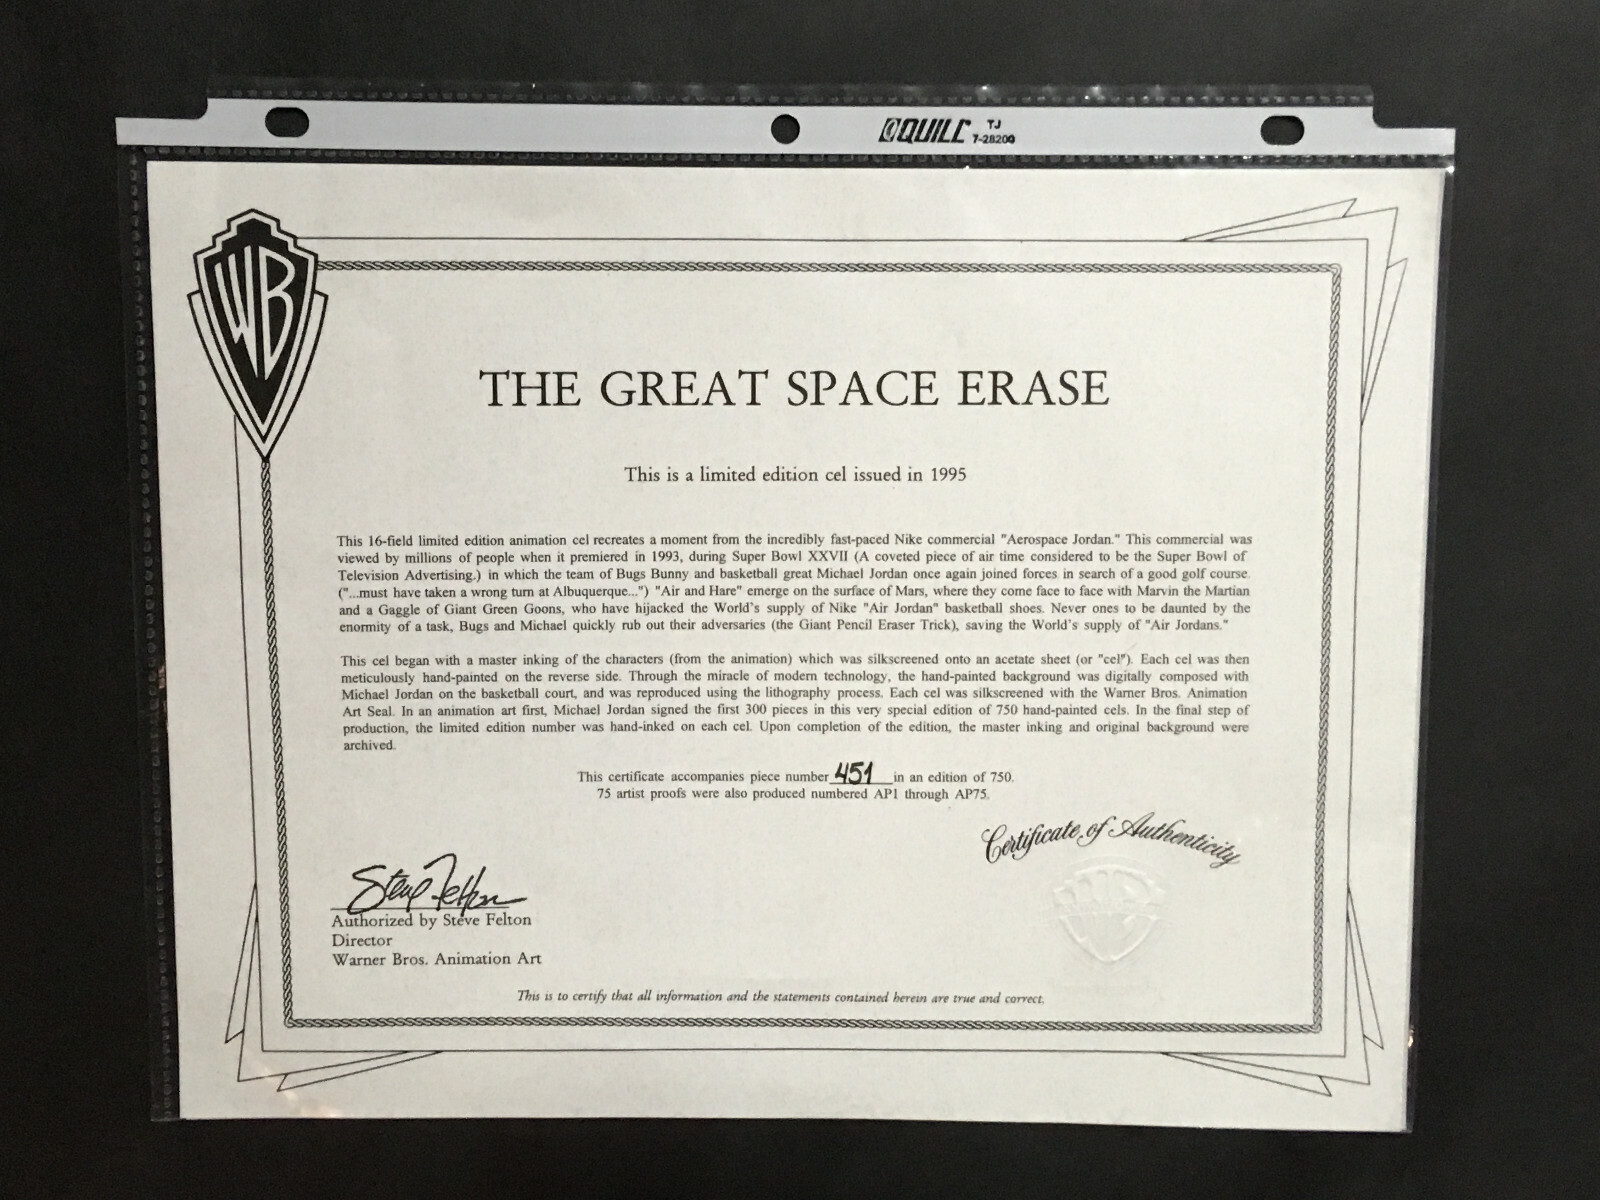 QUILL TJ
7-28200
WB
THE GREAT SPACE ERASE
This is a limited edition cel issued in 1995
This 16-field limited edition animation cel recreates a moment from the incredibly fast-paced Nike commercial "Aerospace Jordan." This commercial was
viewed by millions of people when it premiered in 1993, during Super Bowl XXVII (A coveted piece of air time considered to be the Super Bowl of
Television Advertising.) in which the team of Bugs Bunny and basketball great Michael Jordan once again joined forces in search of a good golf course.
("...must have taken a wrong turn at Albuquerque...") "Air and Hare" emerge on the surface of Mars, where they come face to face with Marvin the Martian
and a Gaggle of Giant Green Goons, who have hijacked the World's supply of Nike "Air Jordan" basketball shoes. Never ones to be daunted by the
enormity of a task, Bugs and Michael quickly rub out their adversaries (the Giant Pencil Eraser Trick), saving the World's supply of "Air Jordans."
This cel began with a master inking of the characters (from the animation) which was silkscreened onto an acetate sheet (or "cel"). Each cel was then
meticulously hand-painted on the reverse side. Through the miracle of modern technology, the hand-painted background was digitally composed with
Michael Jordan on the basketball court, and was reproduced using the lithography process. Each cel was silkscreened with the Warner Bros. Animation
Art Seal. In an animation art first, Michael Jordan signed the first 300 pieces in this very special edition of 750 hand-painted cels. In the final step of
production, the limited edition number was hand-inked on each cel. Upon completion of the edition, the master inking and original background were
archived.
This certificate accompanies piece number 451 in an edition of 750.
75 artist proofs were also produced numbered AP1 through AP75.
Certificate of Authenticity
Steve Felton
Authorized by Steve Felton
Director
Warner Bros. Animation Art
WB
This is to certify that all information and the statements contained herein are true and correct.